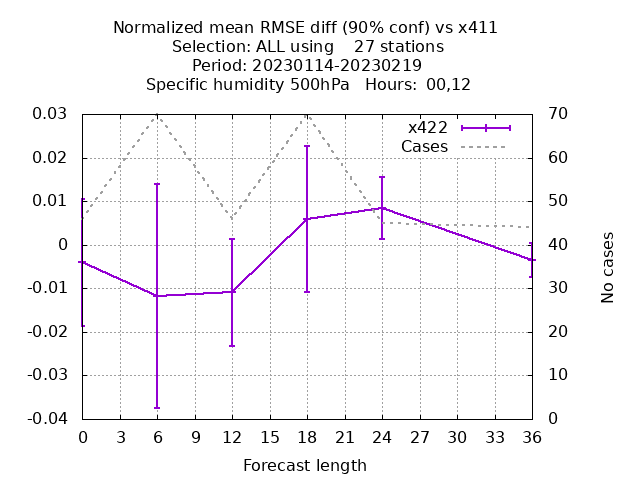 Normalized mean RMSE diff (90% conf) vs x411
Selection: ALL using    27 stations
Period: 20230114-20230219
Specific humidity 500hPa   Hours:  00,12
x422
Cases
0.03
0.02
0.01
0
-0.01
-0.02
-0.03
-0.04
70
60
50
40
30
20
10
0
No cases
0 3 6 9 12 15 18 21 24 27 30 33 36
Forecast length